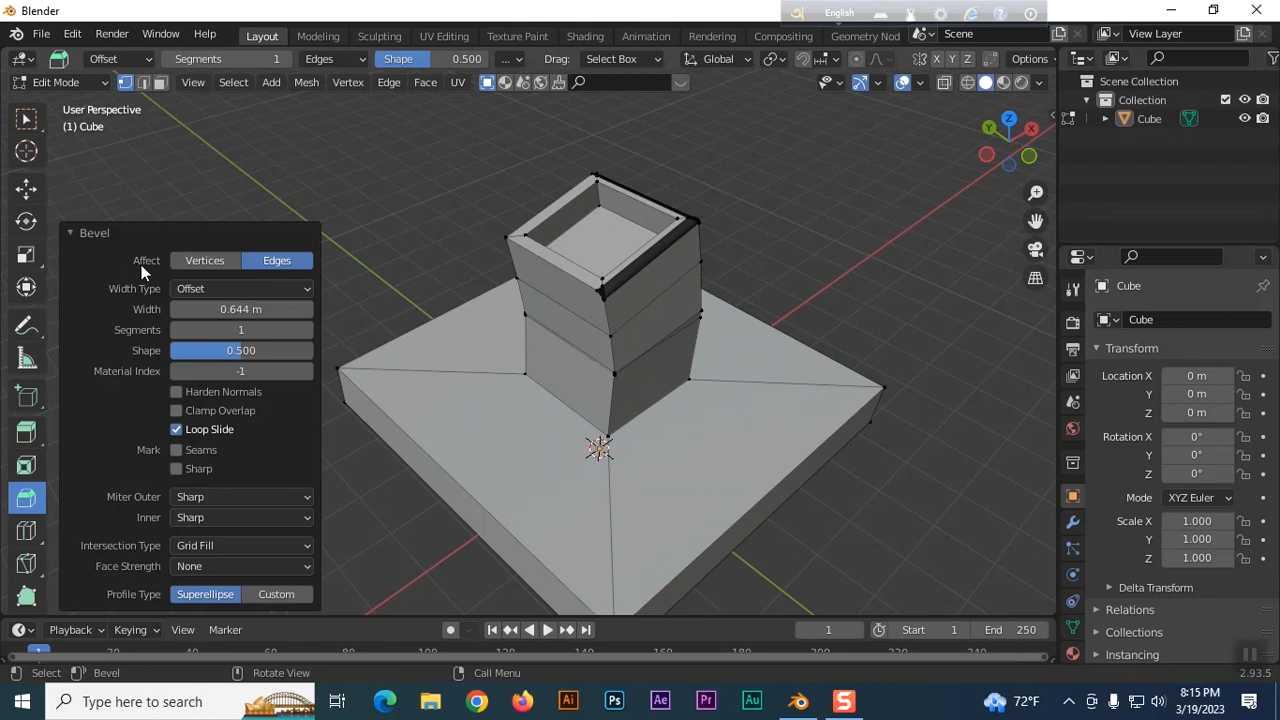 Blender
অ English
File Edit Render Window Help
Layout Modeling Sculpting UV Editing Texture Paint Shading Animation Rendering Compositing Geometry Nod
Scene View Layer
Offset Segments 1 Edges Shape 0.500 ... Drag: Select Box Global X Y Z Options
Edit Mode View Select Add Mesh Vertex Edge Face UV
User Perspective
(1) Cube
Scene Collection
Collection
Cube
Z
Y
X
Bevel
Affect Vertices Edges
Width Type Offset
Width 0.644 m
Segments 1
Shape 0.500
Material Index -1
Harden Normals
Clamp Overlap
Loop Slide
Mark Seams
Sharp
Miter Outer Sharp
Inner Sharp
Intersection Type Grid Fill
Face Strength None
Profile Type Superellipse Custom
Cube
Cube
Transform
Location X 0 m
Y 0 m
Z 0 m
Rotation X 0°
Y 0°
Z 0°
Mode XYZ Euler
Scale X 1.000
Y 1.000
Z 1.000
Delta Transform
Relations
Collections
Instancing
Playback Keying View Marker 1 Start 1 End 250
Select Bevel Rotate View Call Menu 2.93.5
Type here to search
Ai Ps Ae Pr Au S
72°F
8:15 PM
3/19/2023